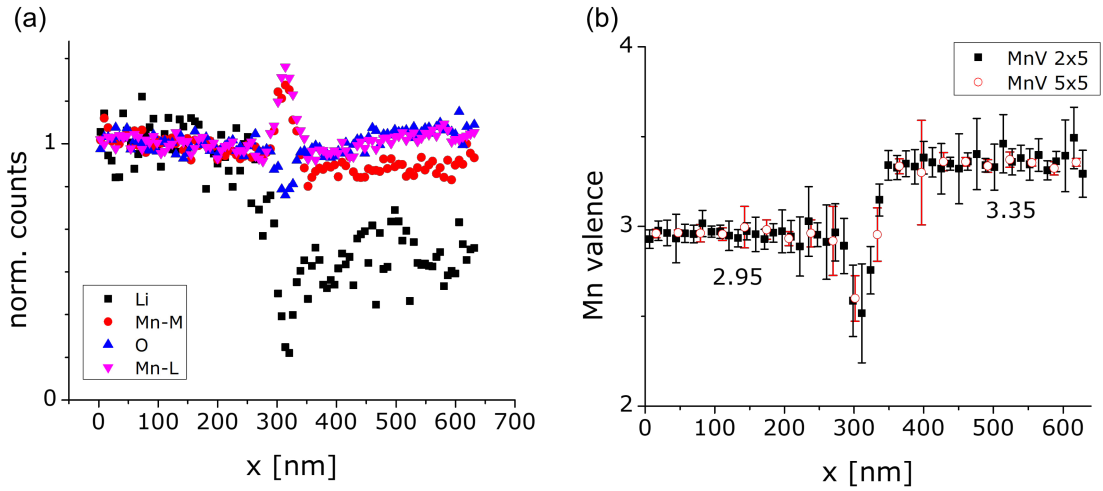 (a)
norm. counts
1
0
Li
Mn-M
O
Mn-L
0 100 200 300 400 500 600 700
x [nm]
(b)
Mn valence
4
3
2
MnV 2x5
MnV 5x5
2.95
3.35
0 100 200 300 400 500 600
x [nm]